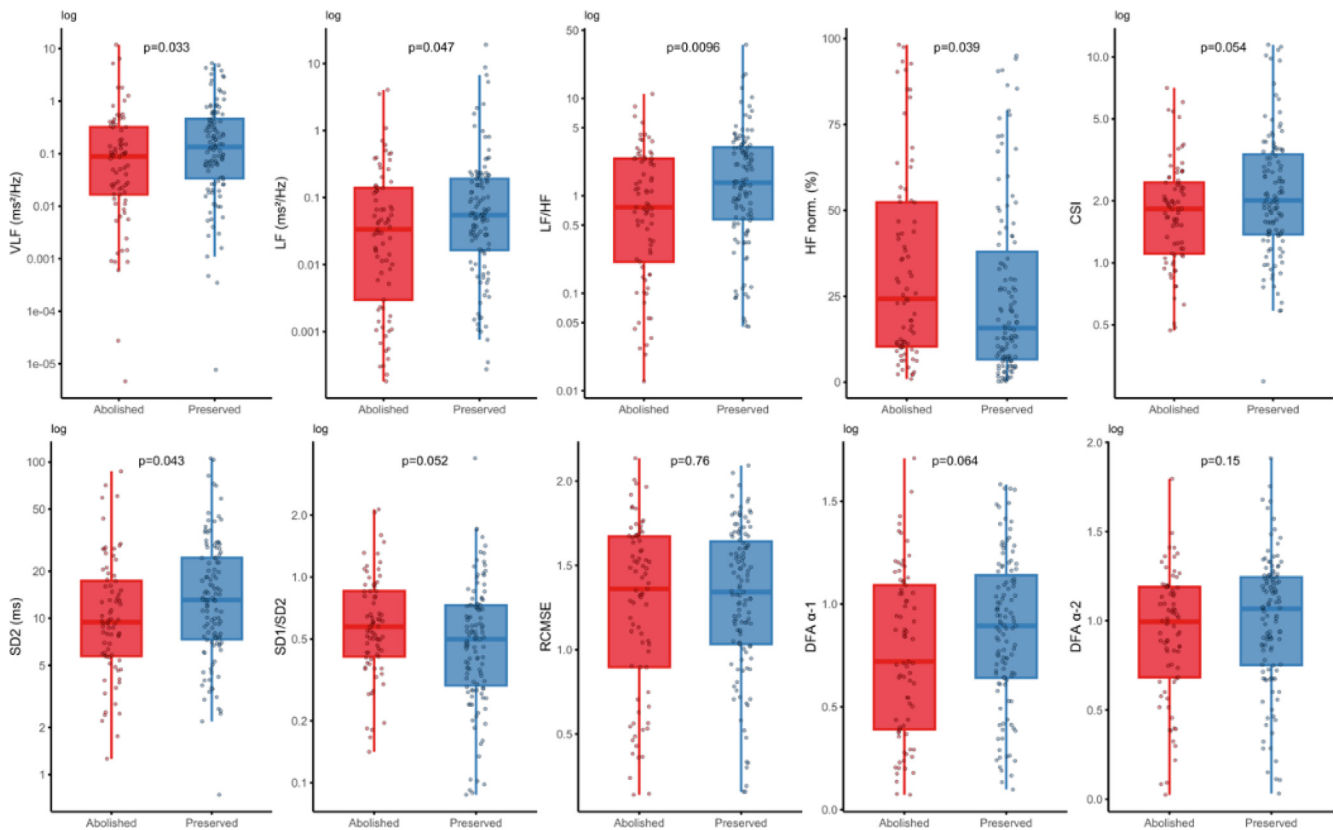 log
p=0.033
VLF (ms²/Hz)
10
1
0.1
0.01
0.001
1e-04
1e-05
Abolished
Preserved
log
p=0.047
LF (ms²/Hz)
10
1
0.1
0.01
0.001
Abolished
Preserved
log
p=0.0096
LF/HF
50
10
5
1
0.5
0.1
0.05
0.01
Abolished
Preserved
p=0.039
HF norm. (%)
100
75
50
25
0
Abolished
Preserved
log
p=0.054
CSI
10.0
5.0
2.0
1.0
0.5
Abolished
Preserved
log
p=0.043
SD2 (ms)
100
50
20
10
5
2
1
Abolished
Preserved
log
p=0.052
SD1/SD2
2.0
1.0
0.5
0.2
0.1
Abolished
Preserved
p=0.76
RCMSE
2.0
1.5
1.0
0.5
Abolished
Preserved
log
p=0.064
DFA α-1
1.5
1.0
0.5
0.0
Abolished
Preserved
log
p=0.15
DFA α-2
2.0
1.5
1.0
0.5
0.0
Abolished
Preserved